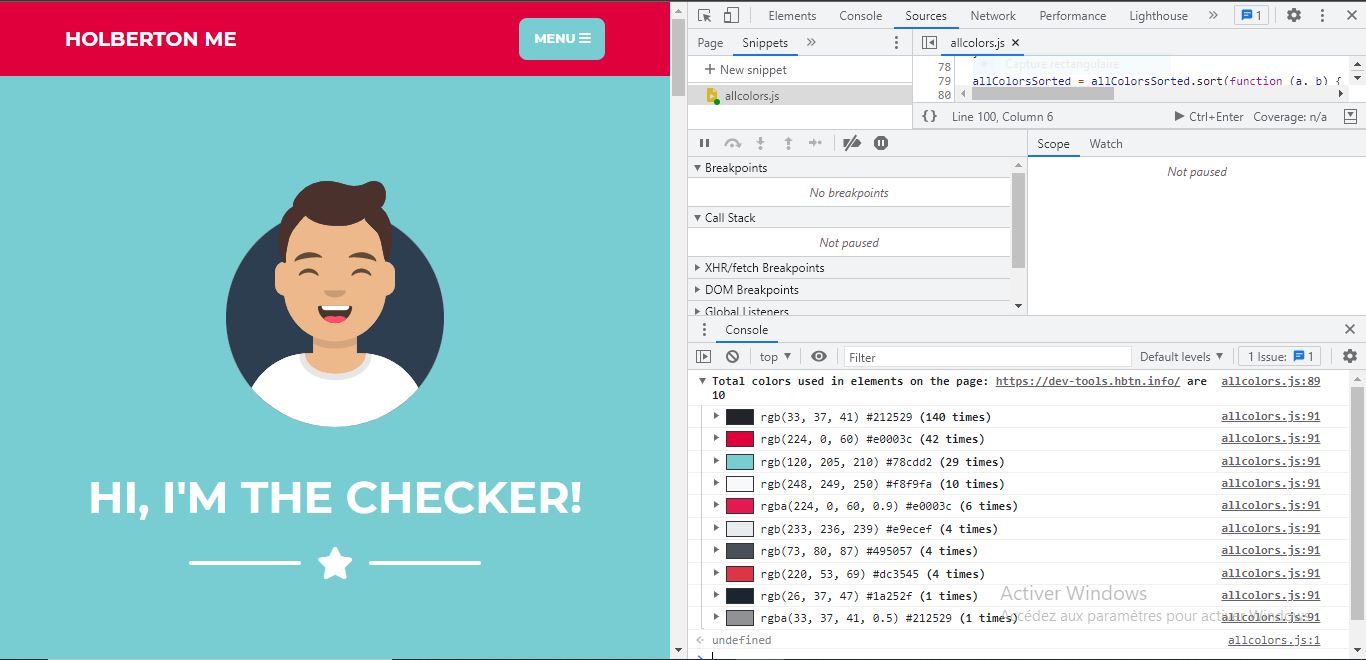 HOLBERTON ME
MENU
HI, I'M THE CHECKER!
Elements Console Sources Network Performance Lighthouse » 1
Page Snippets »
allcolors.js ×
+ New snippet
allcolors.js
78
Capture rectangulaire
79 allColorsSorted = allColorsSorted.sort(function (a, b) {
80
{} Line 100, Column 6 Ctrl+Enter Coverage: n/a
Scope Watch
Breakpoints
No breakpoints
Call Stack
Not paused
XHR/fetch Breakpoints
DOM Breakpoints
Global Listeners
Not paused
Console
top Filter Default levels 1 Issue: 1
Total colors used in elements on the page: https://dev-tools.hbtn.info/ are 10 allcolors.js:89
rgb(33, 37, 41) #212529 (140 times) allcolors.js:91
rgb(224, 0, 60) #e0003c (42 times) allcolors.js:91
rgb(120, 205, 210) #78cdd2 (29 times) allcolors.js:91
rgb(248, 249, 250) #f8f9fa (10 times) allcolors.js:91
rgba(224, 0, 60, 0.9) #e0003c (6 times) allcolors.js:91
rgb(233, 236, 239) #e9ecef (4 times) allcolors.js:91
rgb(73, 80, 87) #495057 (4 times) allcolors.js:91
rgb(220, 53, 69) #dc3545 (4 times) allcolors.js:91
rgb(26, 37, 47) #1a252f (1 times) allcolors.js:91
rgba(33, 37, 41, 0.5) #212529 (1 times) allcolors.js:91
undefined allcolors.js:1
Activer Windows
Accédez aux paramètres pour activer Windows.